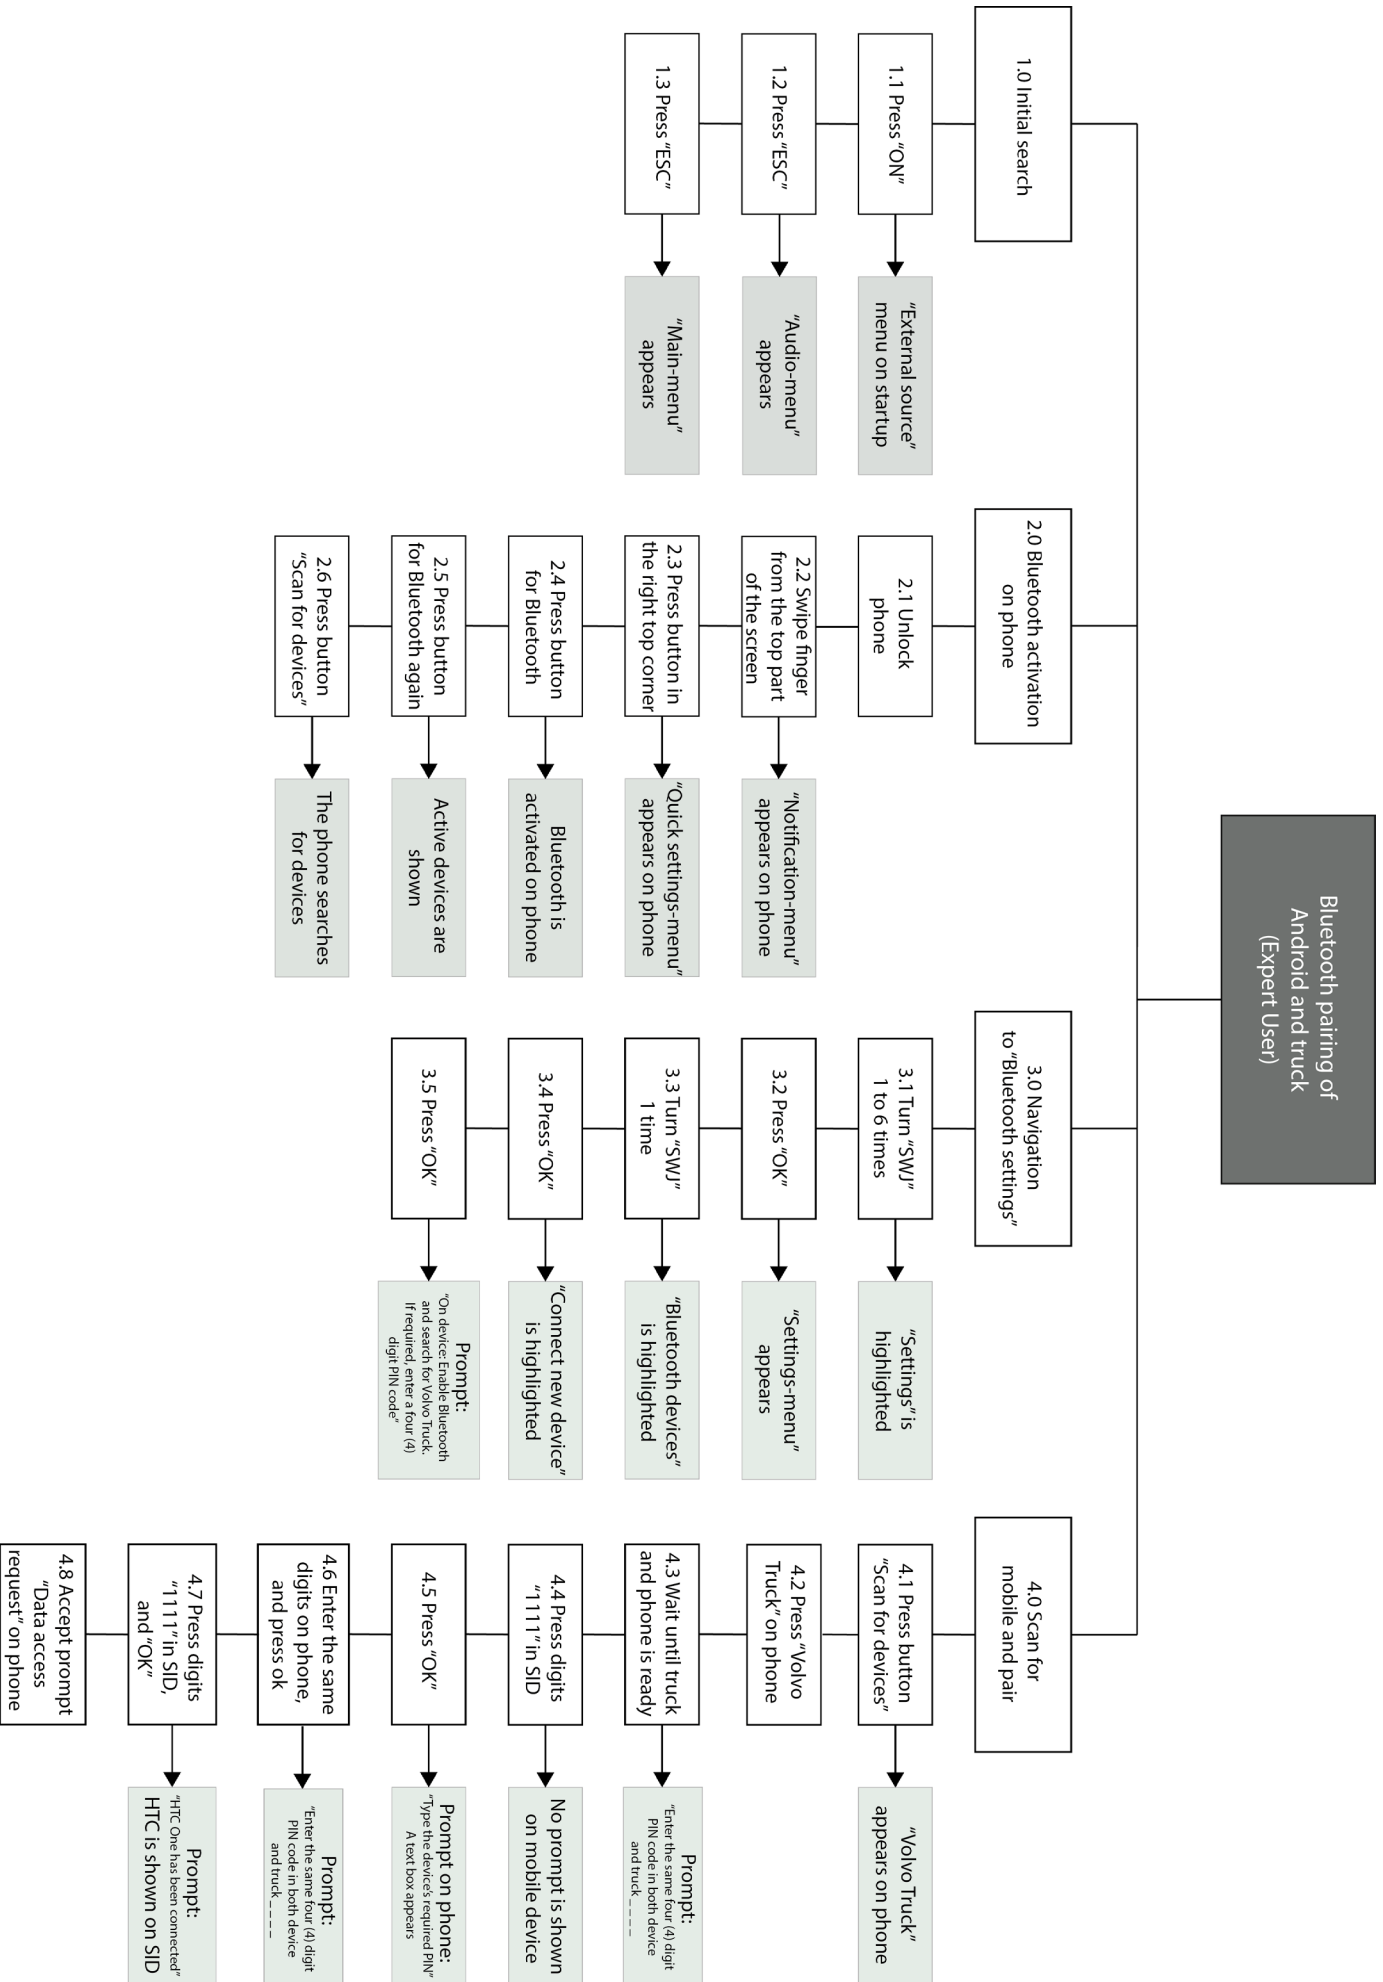 Bluetooth pairing of
Android and truck
(Expert User)
1.0 Initial search
1.1 Press “ON”
“External source”
menu on startup
1.2 Press “ESC”
“Audio-menu”
appears
1.3 Press “ESC”
“Main-menu”
appears
2.0 Bluetooth activation
on phone
2.1 Unlock
phone
2.2 Swipe finger
from the top part
of the screen
“Notification-menu”
appears on phone
2.3 Press button in
the right top corner
“Quick settings-menu”
appears on phone
2.4 Press button
for Bluetooth
Bluetooth is
activated on phone
2.5 Press button
for Bluetooth again
Active devices are
shown
2.6 Press button
“Scan for devices”
The phone searches
for devices
3.0 Navigation
to “Bluetooth settings”
3.1 Turn “SWJ”
1 to 6 times
“Settings” is
highlighted
3.2 Press “OK”
“Settings-menu”
appears
3.3 Turn “SWJ”
1 time
“Bluetooth devices”
is highlighted
3.4 Press “OK”
“Connect new device”
is highlighted
3.5 Press “OK”
Prompt:
“On device: Enable Bluetooth
and search for Volvo Truck.
If required, enter a four (4)
digit PIN code”
4.0 Scan for
mobile and pair
4.1 Press button
“Scan for devices”
“Volvo Truck”
appears on phone
4.2 Press “Volvo
Truck” on phone
4.3 Wait until truck
and phone is ready
Prompt:
“Enter the same four (4) digit
PIN code in both device
and truck _ _ _ _
4.4 Press digits
“1111” in SID
No prompt is shown
on mobile device
4.5 Press “OK”
Prompt on phone:
“Type the device’s required PIN”
A text box appears
4.6 Enter the same
digits on phone,
and press ok
Prompt:
“Enter the same four (4) digit
PIN code in both device
and truck _ _ _ _
4.7 Press digits
“1111” in SID,
and “OK”
Prompt:
“HTC One has been connected”
HTC is shown on SID
4.8 Accept prompt
“Data access
request” on phone